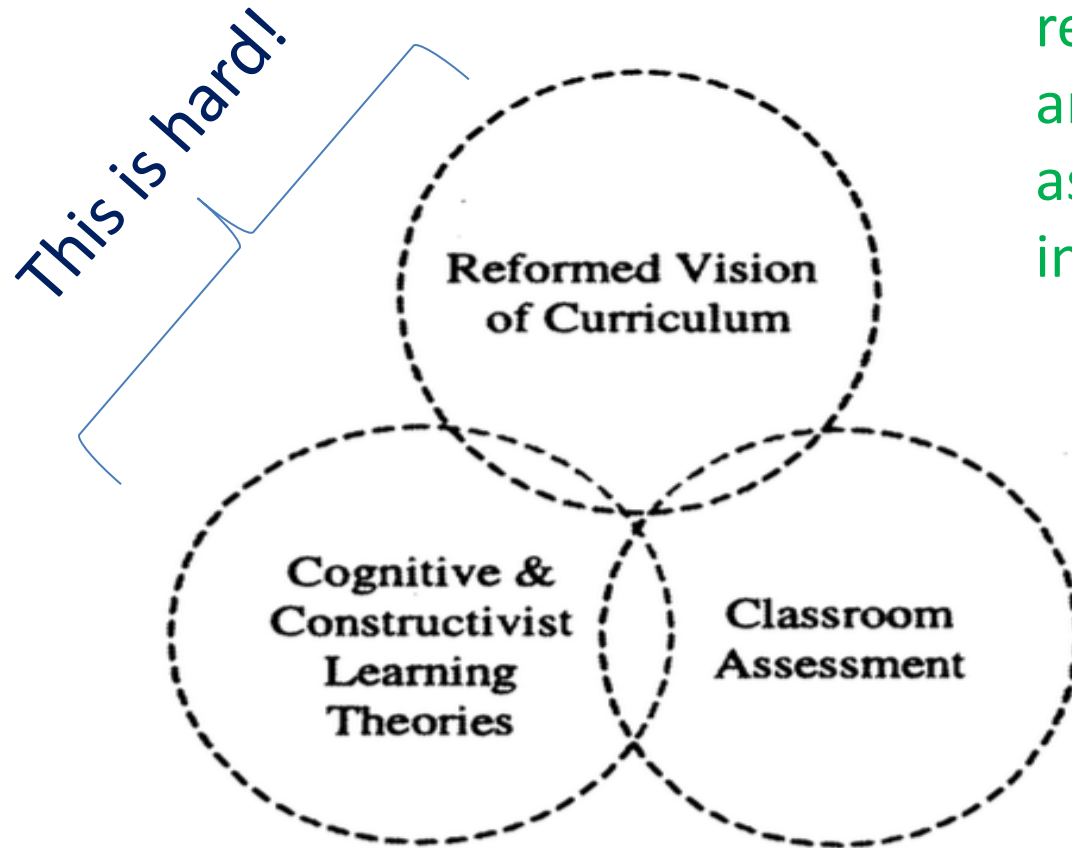 This is hard!
Reformed Vision
of Curriculum
Cognitive &
Constructivist
Learning
Theories
Classroom
Assessment